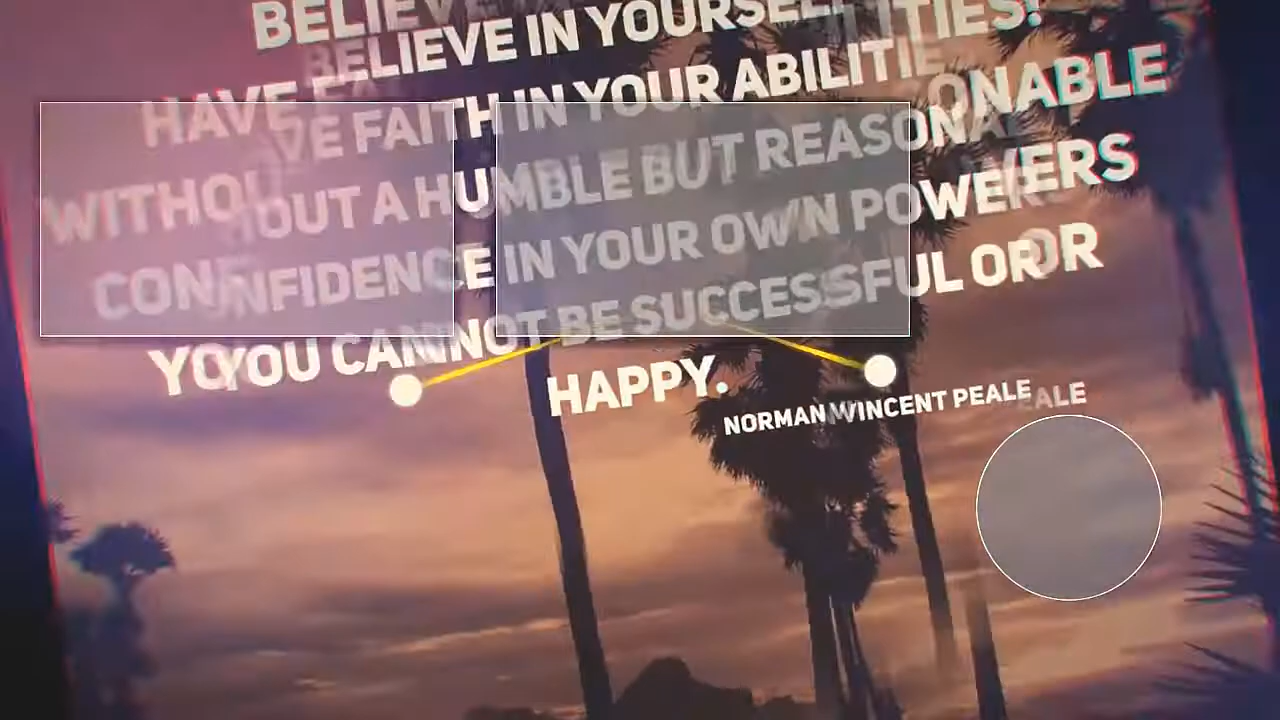 BELIEVE IN YOURSELF
HAVE FAITH IN YOUR ABILITIES!
WITHOUT A HUMBLE BUT REASONABLE
CONFIDENCE IN YOUR OWN POWERS
YOU CANNOT BE SUCCESSFUL OR
HAPPY.
NORMAN VINCENT PEALE